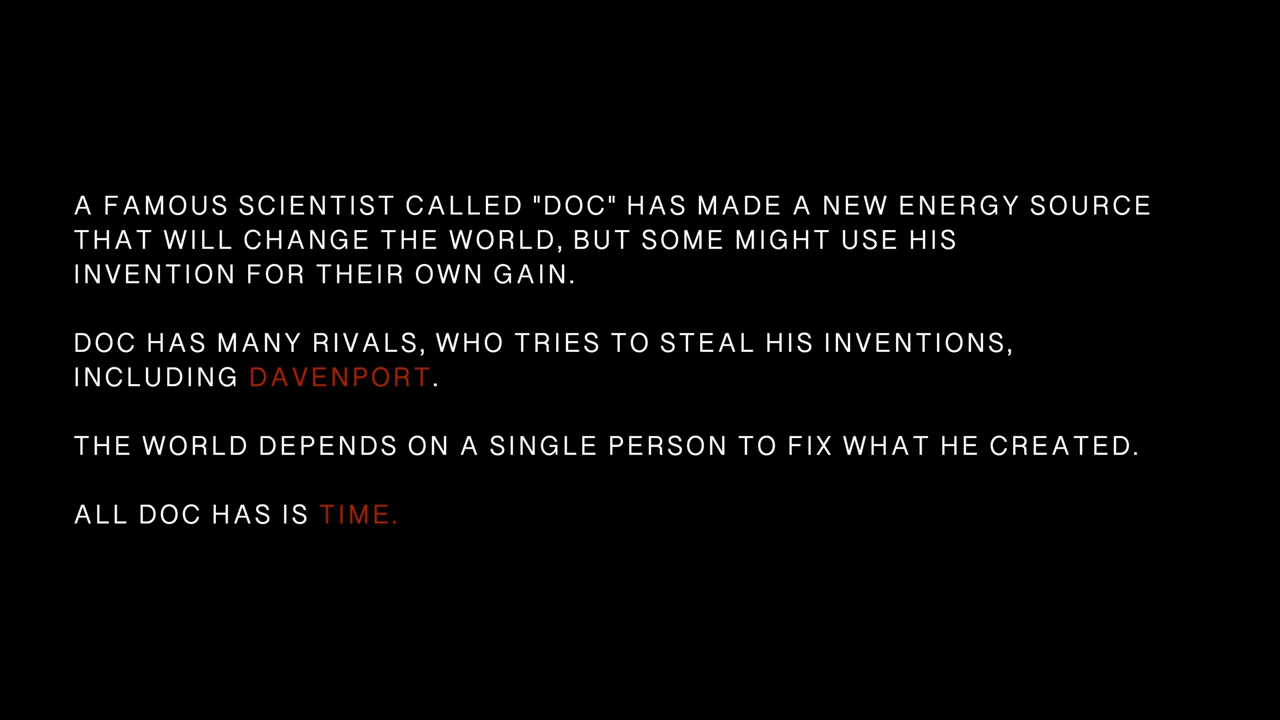 A FAMOUS SCIENTIST CALLED "DOC" HAS MADE A NEW ENERGY SOURCE
THAT WILL CHANGE THE WORLD, BUT SOME MIGHT USE HIS
INVENTION FOR THEIR OWN GAIN.
DOC HAS MANY RIVALS, WHO TRIES TO STEAL HIS INVENTIONS,
INCLUDING DAVENPORT.
THE WORLD DEPENDS ON A SINGLE PERSON TO FIX WHAT HE CREATED.
ALL DOC HAS IS TIME.